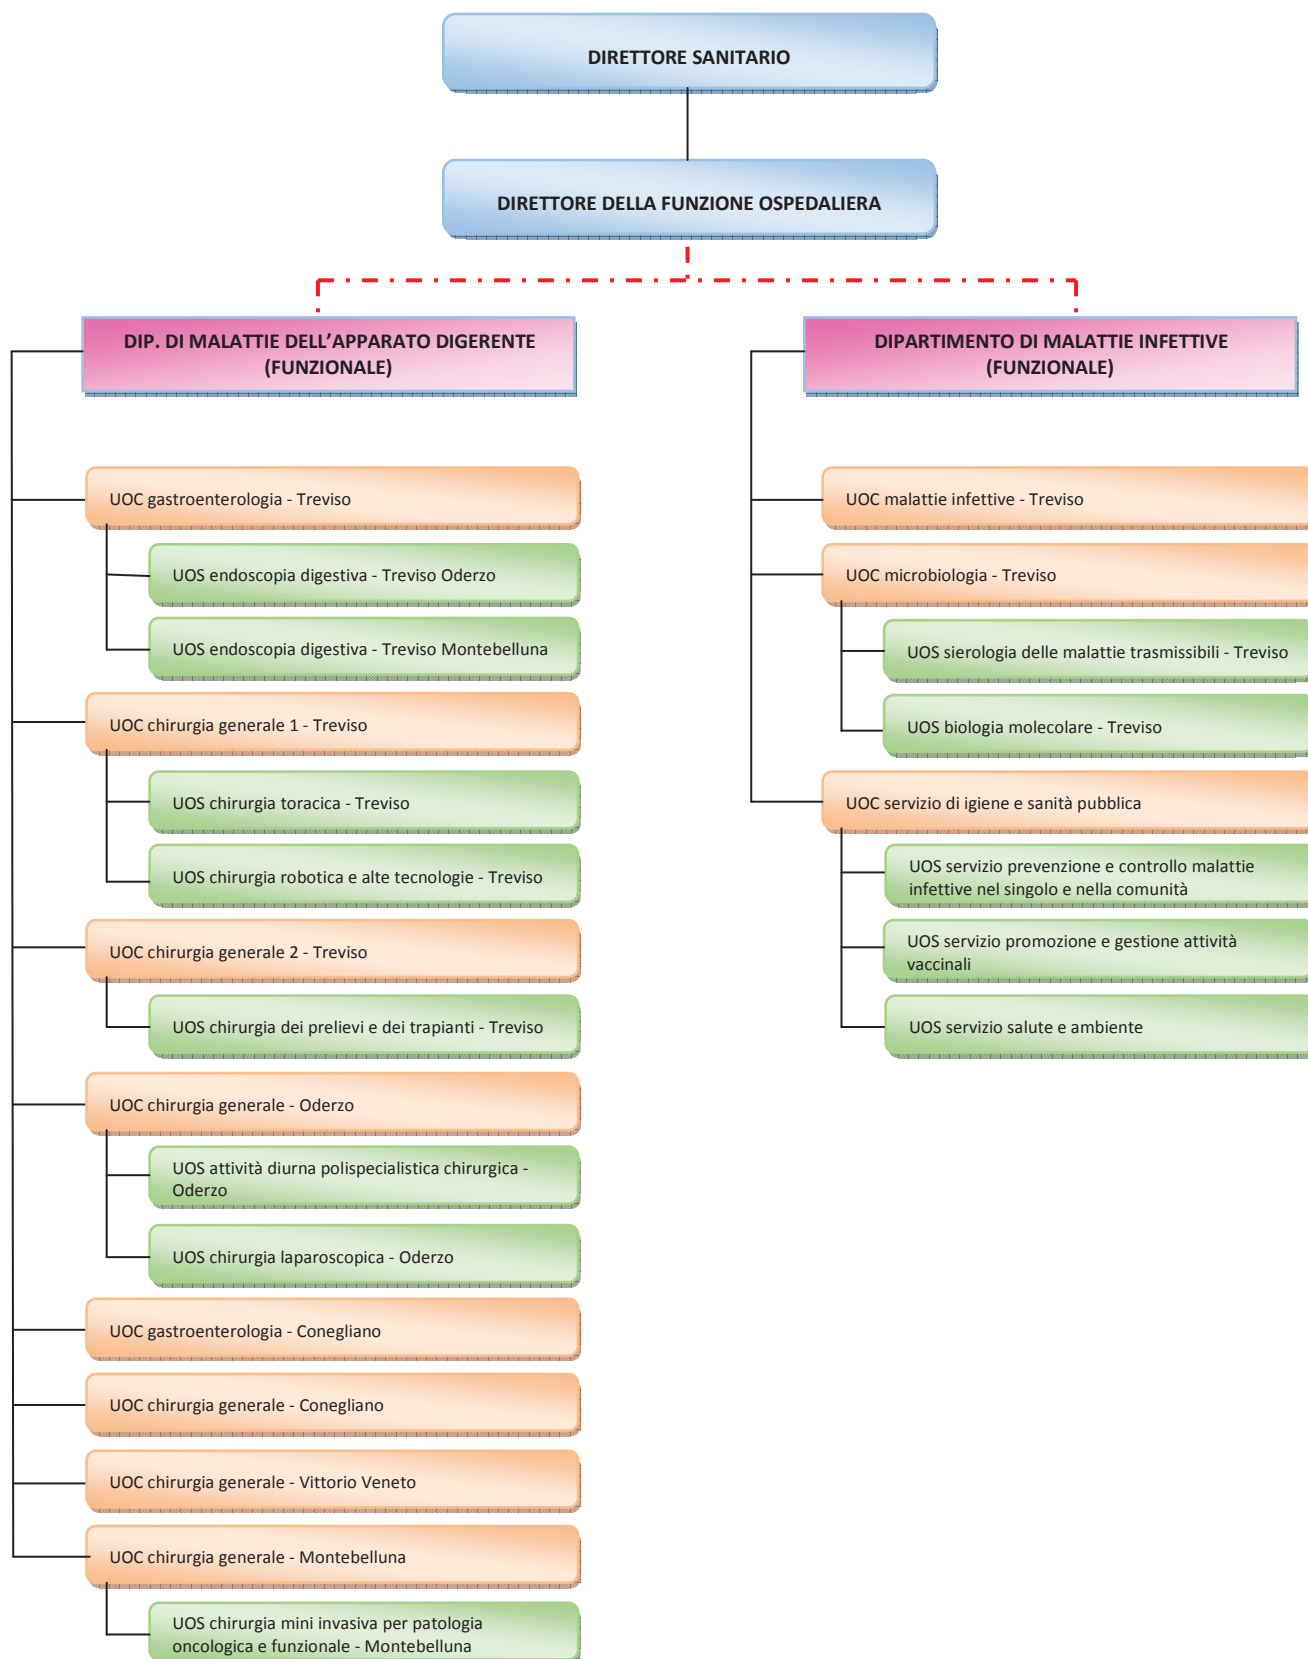 DIRETTORE SANITARIO
DIRETTORE DELLA FUNZIONE OSPEDALIERA
DIP. DI MALATTIE DELL’APPARATO DIGERENTE
(FUNZIONALE)
UOC gastroenterologia - Treviso
UOS endoscopia digestiva - Treviso Oderzo
UOS endoscopia digestiva - Treviso Montebelluna
UOC chirurgia generale 1 - Treviso
UOS chirurgia toracica - Treviso
UOS chirurgia robotica e alte tecnologie - Treviso
UOC chirurgia generale 2 - Treviso
UOS chirurgia dei prelievi e dei trapianti - Treviso
UOC chirurgia generale - Oderzo
UOS attività diurna polispecialistica chirurgica -
Oderzo
UOS chirurgia laparoscopica - Oderzo
UOC gastroenterologia - Conegliano
UOC chirurgia generale - Conegliano
UOC chirurgia generale - Vittorio Veneto
UOC chirurgia generale - Montebelluna
UOS chirurgia mini invasiva per patologia
oncologica e funzionale - Montebelluna
DIPARTIMENTO DI MALATTIE INFETTIVE
(FUNZIONALE)
UOC malattie infettive - Treviso
UOC microbiologia - Treviso
UOS sierologia delle malattie trasmissibili - Treviso
UOS biologia molecolare - Treviso
UOC servizio di igiene e sanità pubblica
UOS servizio prevenzione e controllo malattie
infettive nel singolo e nella comunità
UOS servizio promozione e gestione attività
vaccinali
UOS servizio salute e ambiente